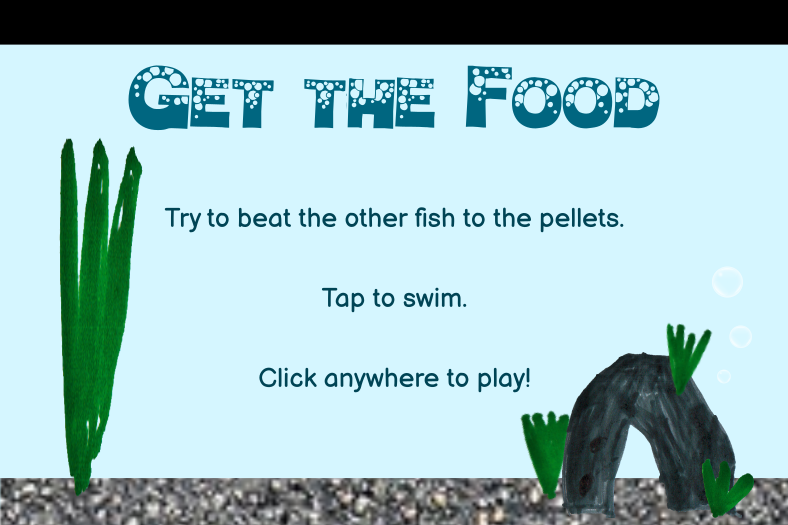 Get the Food
Try to beat the other fish to the pellets.
Tap to swim.
Click anywhere to play!